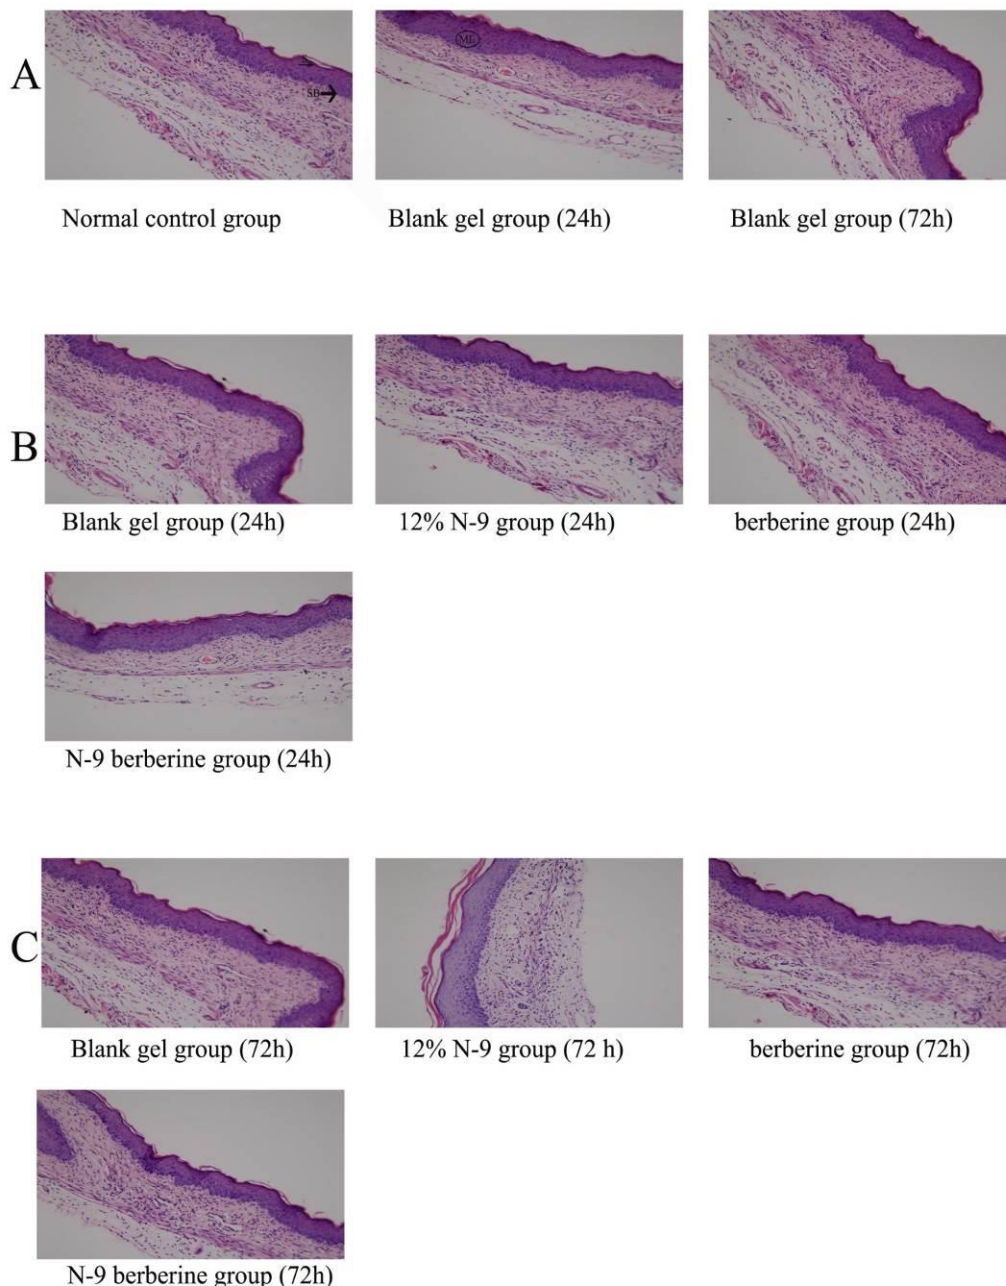 A
ME
SB
Normal control group
Blank gel group (24h)
Blank gel group (72h)
B
Blank gel group (24h)
12% N-9 group (24h)
berberine group (24h)
N-9 berberine group (24h)
C
Blank gel group (72h)
12% N-9 group (72 h)
berberine group (72h)
N-9 berberine group (72h)